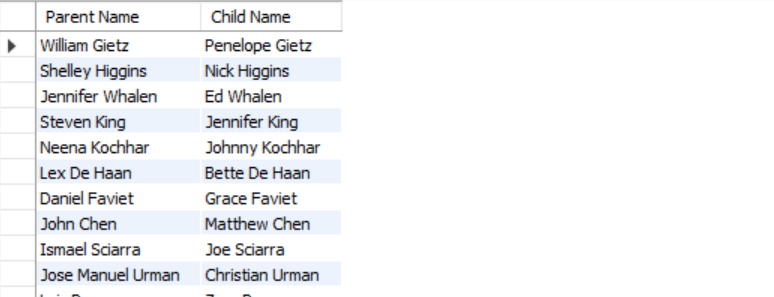 Parent Name Child Name
William Gietz Penelope Gietz
Shelley Higgins Nick Higgins
Jennifer Whalen Ed Whalen
Steven King Jennifer King
Neena Kochhar Johnny Kochhar
Lex De Haan Bette De Haan
Daniel Faviet Grace Faviet
John Chen Matthew Chen
Ismael Sciarra Joe Sciarra
Jose Manuel Urman Christian Urman